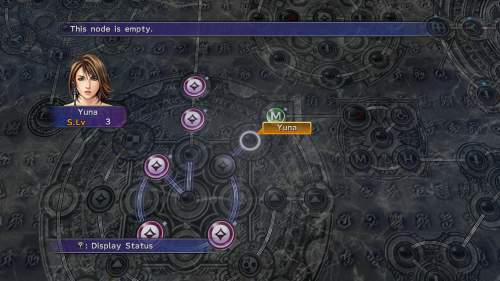 This node is empty.
Yuna
S.Lv 3
M
Yuna
: Display Status